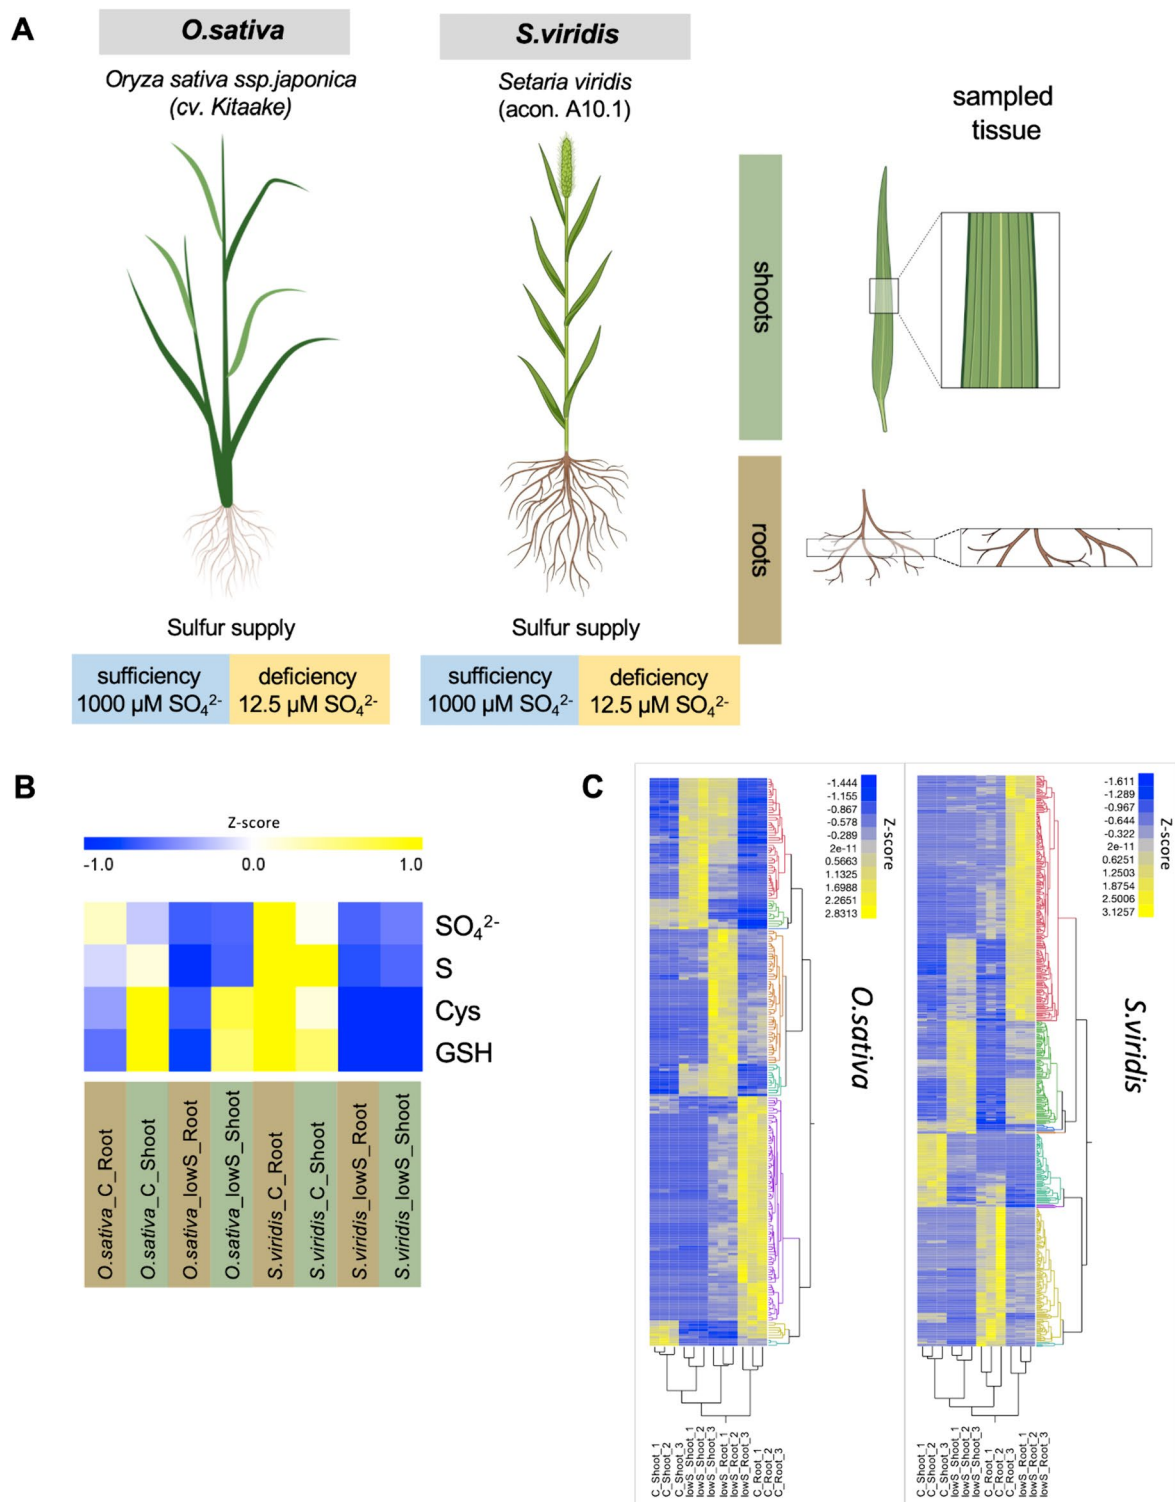 A
O.sativa
S.viridis
Oryza sativa ssp.japonica
(cv. Kitaake)
Setaria viridis
(acon. A10.1)
sampled
tissue
shoots
roots
Sulfur supply
Sulfur supply
sufficiency
1000 µM SO₄²⁻
deficiency
12.5 µM SO₄²⁻
sufficiency
1000 µM SO₄²⁻
deficiency
12.5 µM SO₄²⁻
B
Z-score
-1.0
0.0
1.0
SO₄²⁻
S
Cys
GSH
O.sativa_C_Root
O.sativa_C_Shoot
O.sativa_lowS_Root
O.sativa_lowS_Shoot
S.viridis_C_Root
S.viridis_C_Shoot
S.viridis_lowS_Root
S.viridis_lowS_Shoot
C
-1.444
-1.155
-0.867
-0.578
-0.289
2e-11
0.5663
1.1325
1.6988
2.2651
2.8313
Z-score
O.sativa
C_Shoot_1
C_Shoot_2
C_Shoot_3
lowS_Shoot_1
lowS_Shoot_2
lowS_Shoot_3
lowS_Root_1
lowS_Root_2
lowS_Root_3
C_Root_1
C_Root_2
C_Root_3
-1.611
-1.289
-0.967
-0.644
-0.322
2e-11
0.6251
1.2503
1.8754
2.5006
3.1257
Z-score
S.viridis
C_Shoot_1
C_Shoot_2
C_Shoot_3
lowS_Shoot_1
lowS_Shoot_2
lowS_Shoot_3
C_Root_1
C_Root_2
C_Root_3
lowS_Root_1
lowS_Root_2
lowS_Root_3